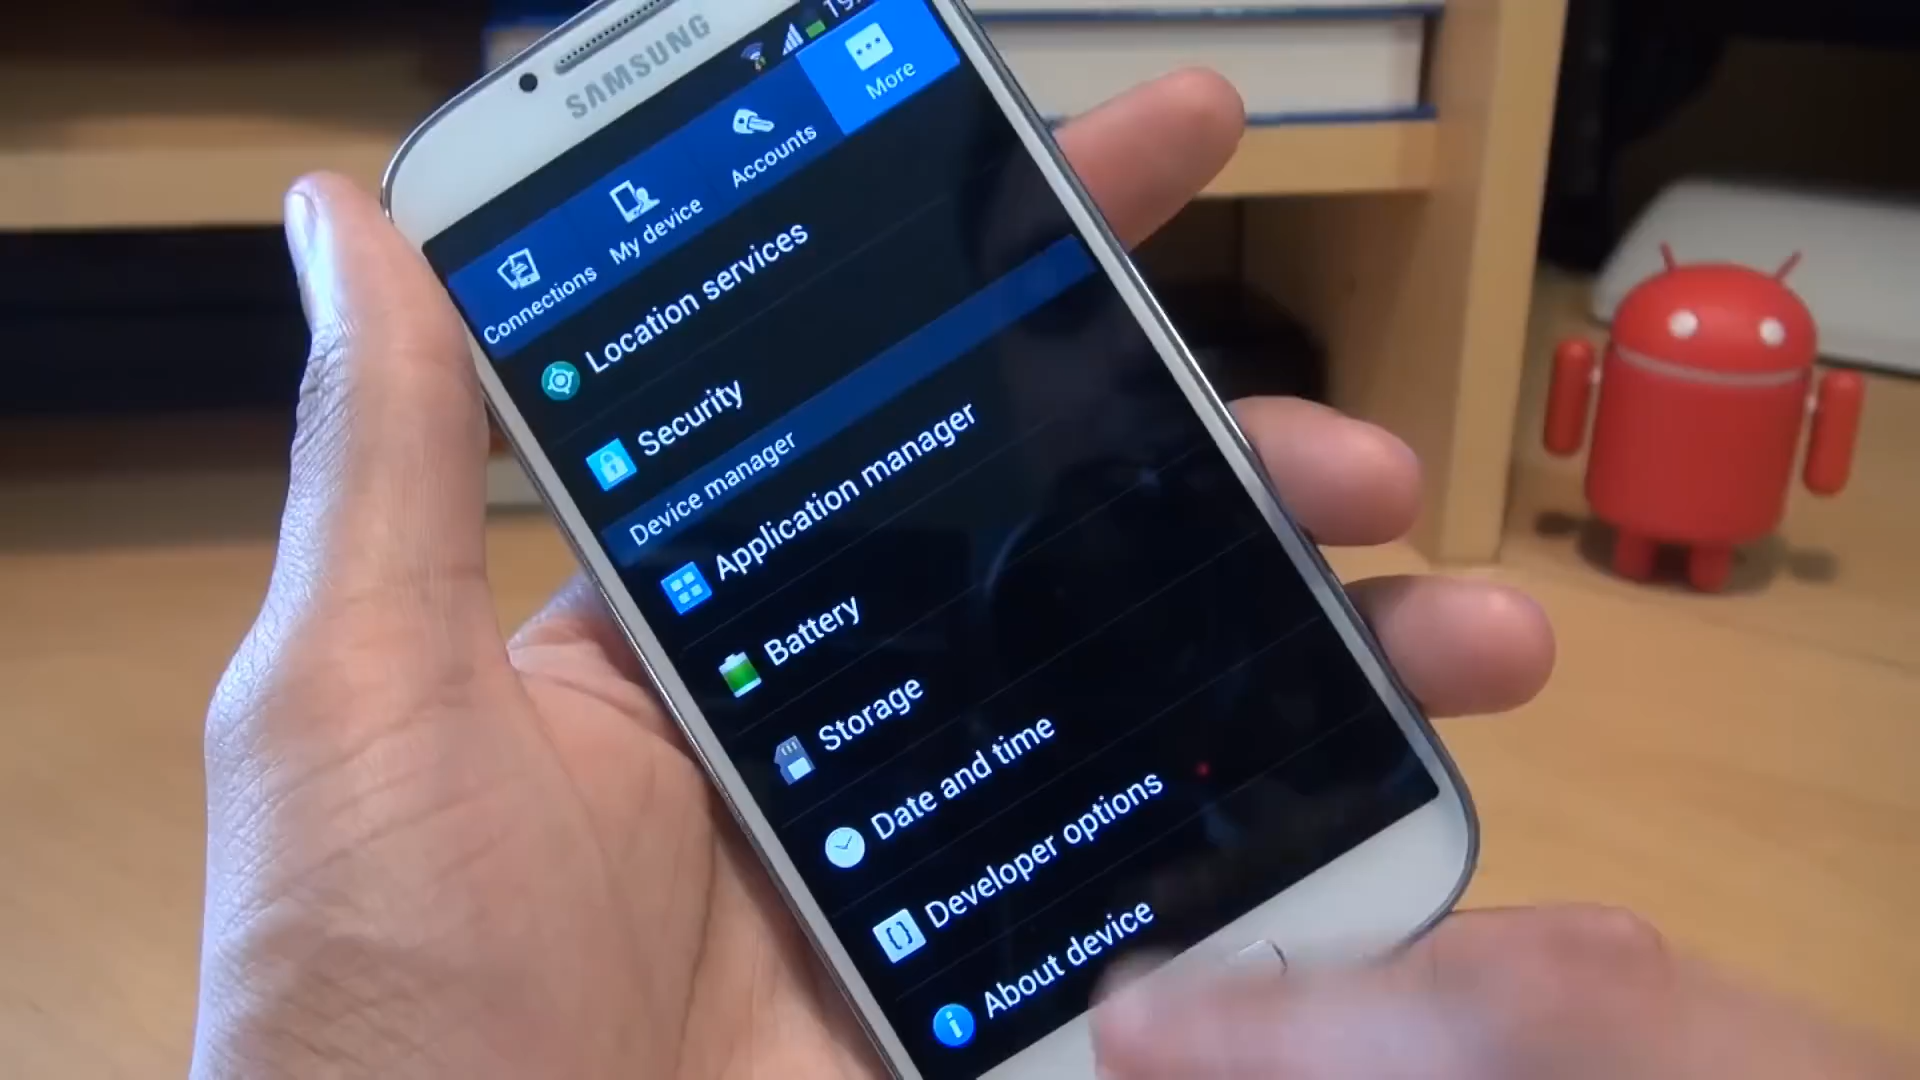 SAMSUNG
19
More
Accounts
My device
Connections
Location services
Security
Device manager
Application manager
Battery
Storage
Date and time
Developer options
About device